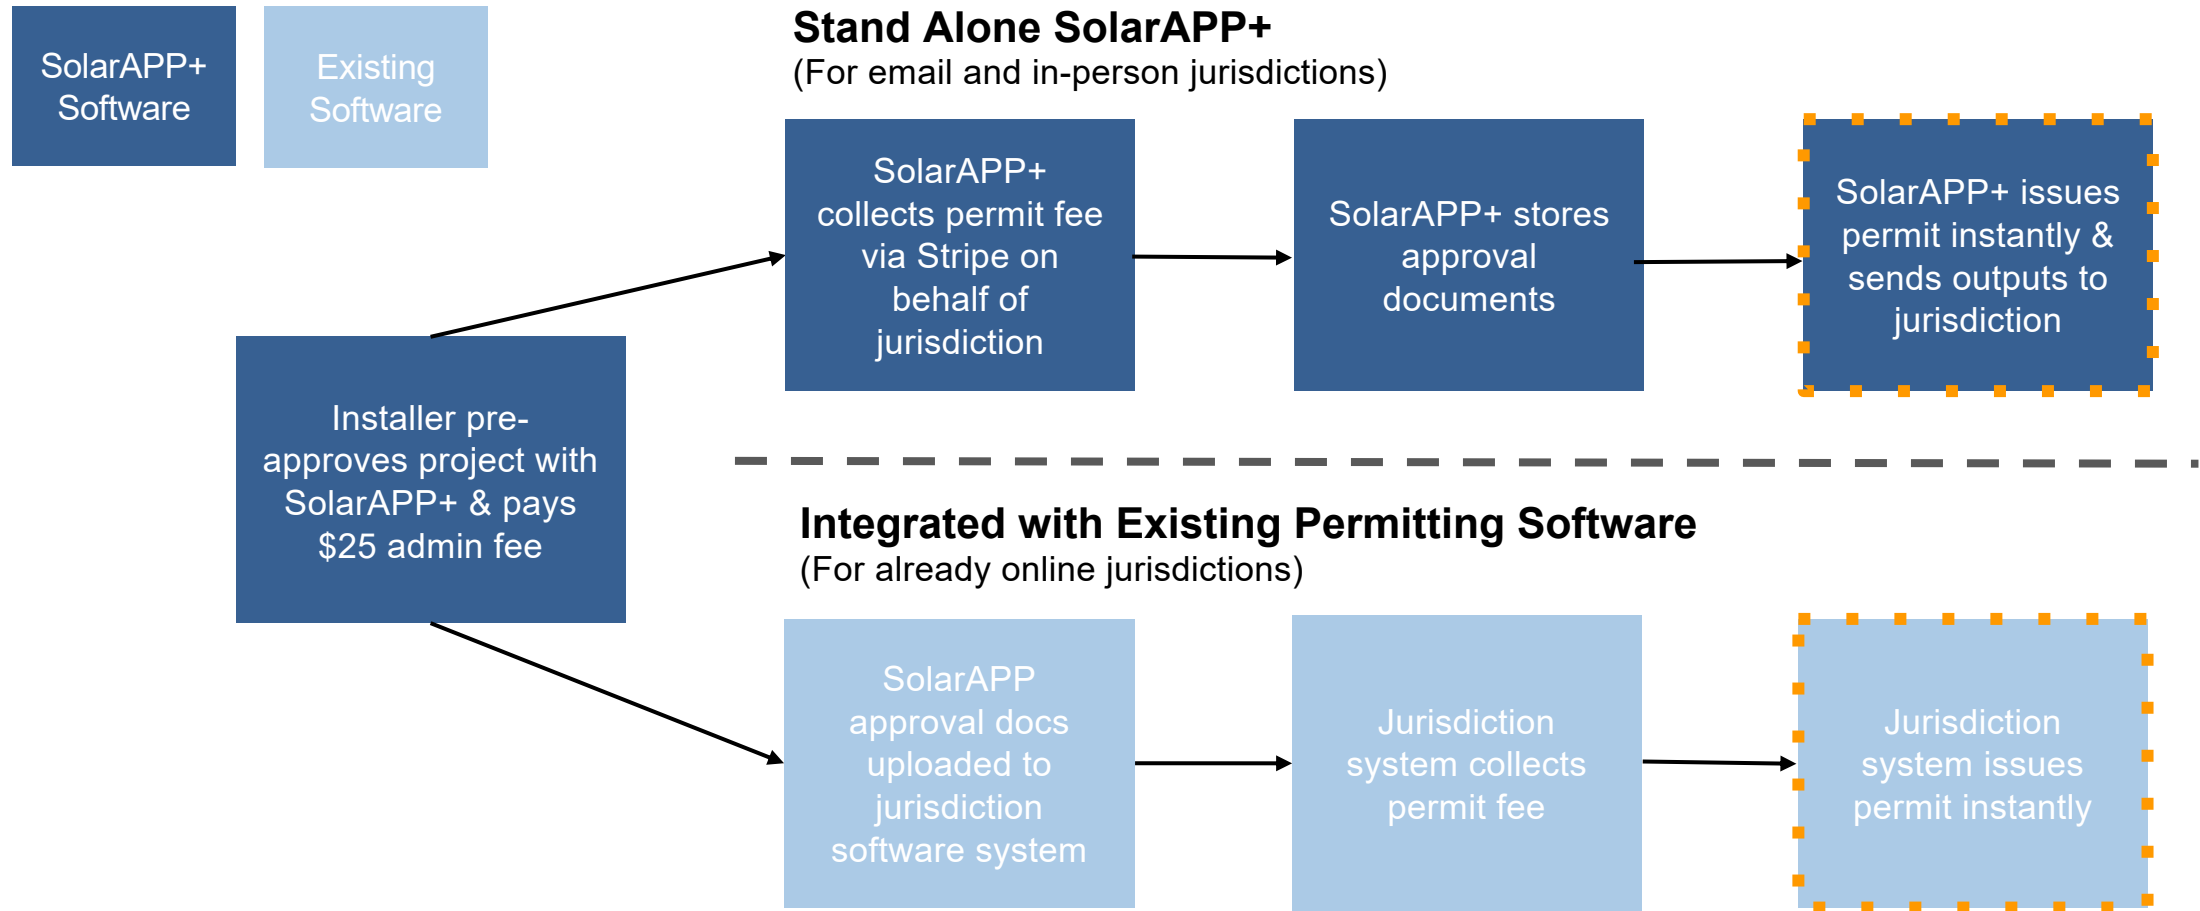 SolarAPP+
Software
Existing
Software
Stand Alone SolarAPP+
(For email and in-person jurisdictions)
SolarAPP+
collects permit fee
via Stripe on
behalf of
jurisdiction
SolarAPP+ stores
approval
documents
SolarAPP+ issues
permit instantly &
sends outputs to
jurisdiction
Installer pre-
approves project with
SolarAPP+ & pays
$25 admin fee
Integrated with Existing Permitting Software
(For already online jurisdictions)
SolarAPP
approval docs
uploaded to
jurisdiction
software system
Jurisdiction
system collects
permit fee
Jurisdiction
system issues
permit instantly